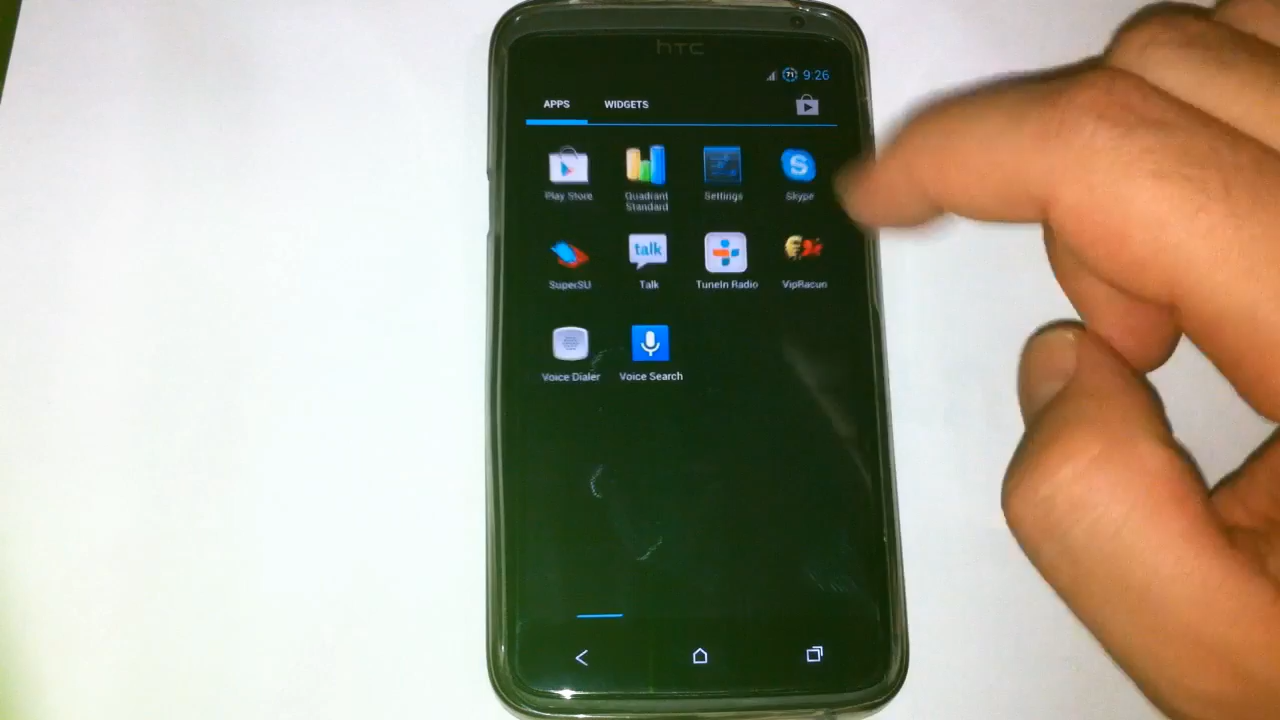 hTC
71 9:26
APPS WIDGETS
Play Store Quadrant Standard Settings Skype
talk
SuperSU Talk TuneIn Radio VipRacun
Voice Dialer Voice Search